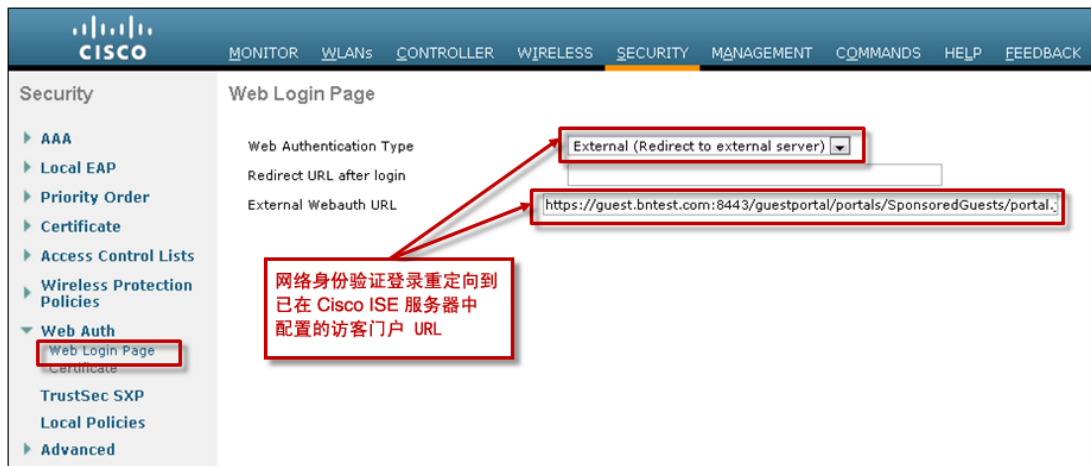 CISCO
MONITOR WLANs CONTROLLER WIRELESS SECURITY MANAGEMENT COMMANDS HELP FEEDBACK
Security
AAA
Local EAP
Priority Order
Certificate
Access Control Lists
Wireless Protection
Policies
Web Auth
Web Login Page
Certificate
TrustSec SXP
Local Policies
Advanced
Web Login Page
Web Authentication Type External (Redirect to external server)
Redirect URL after login
External Webauth URL https://guest.bntest.com:8443/guestportal/portals/SponsoredGuests/portal.
网络身份验证登录重定向到
已在 Cisco ISE 服务器中
配置的访客门户 URL